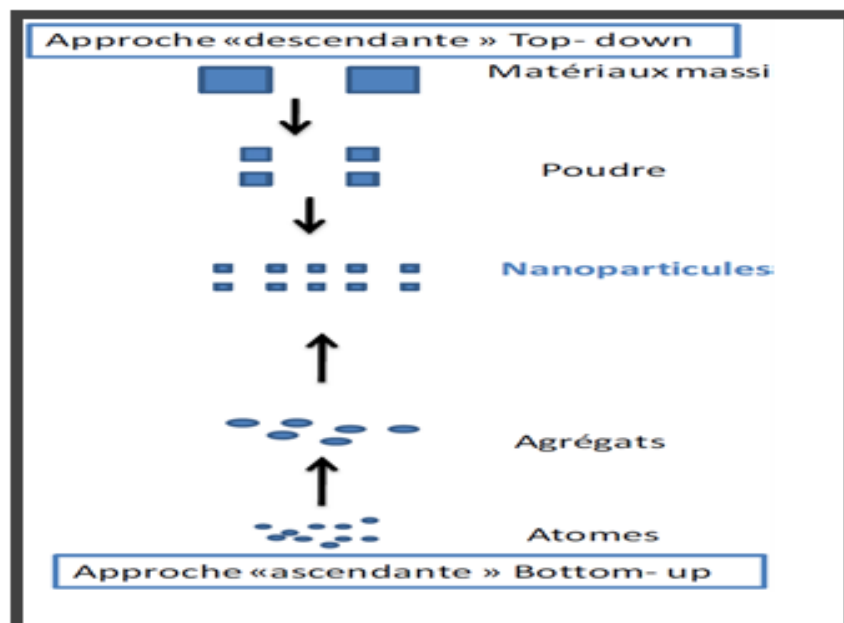 Approche «descendante » Top- down
Matériaux massi
Poudre
Nanoparticules
Agrégats
Atomes
Approche «ascendante » Bottom- up